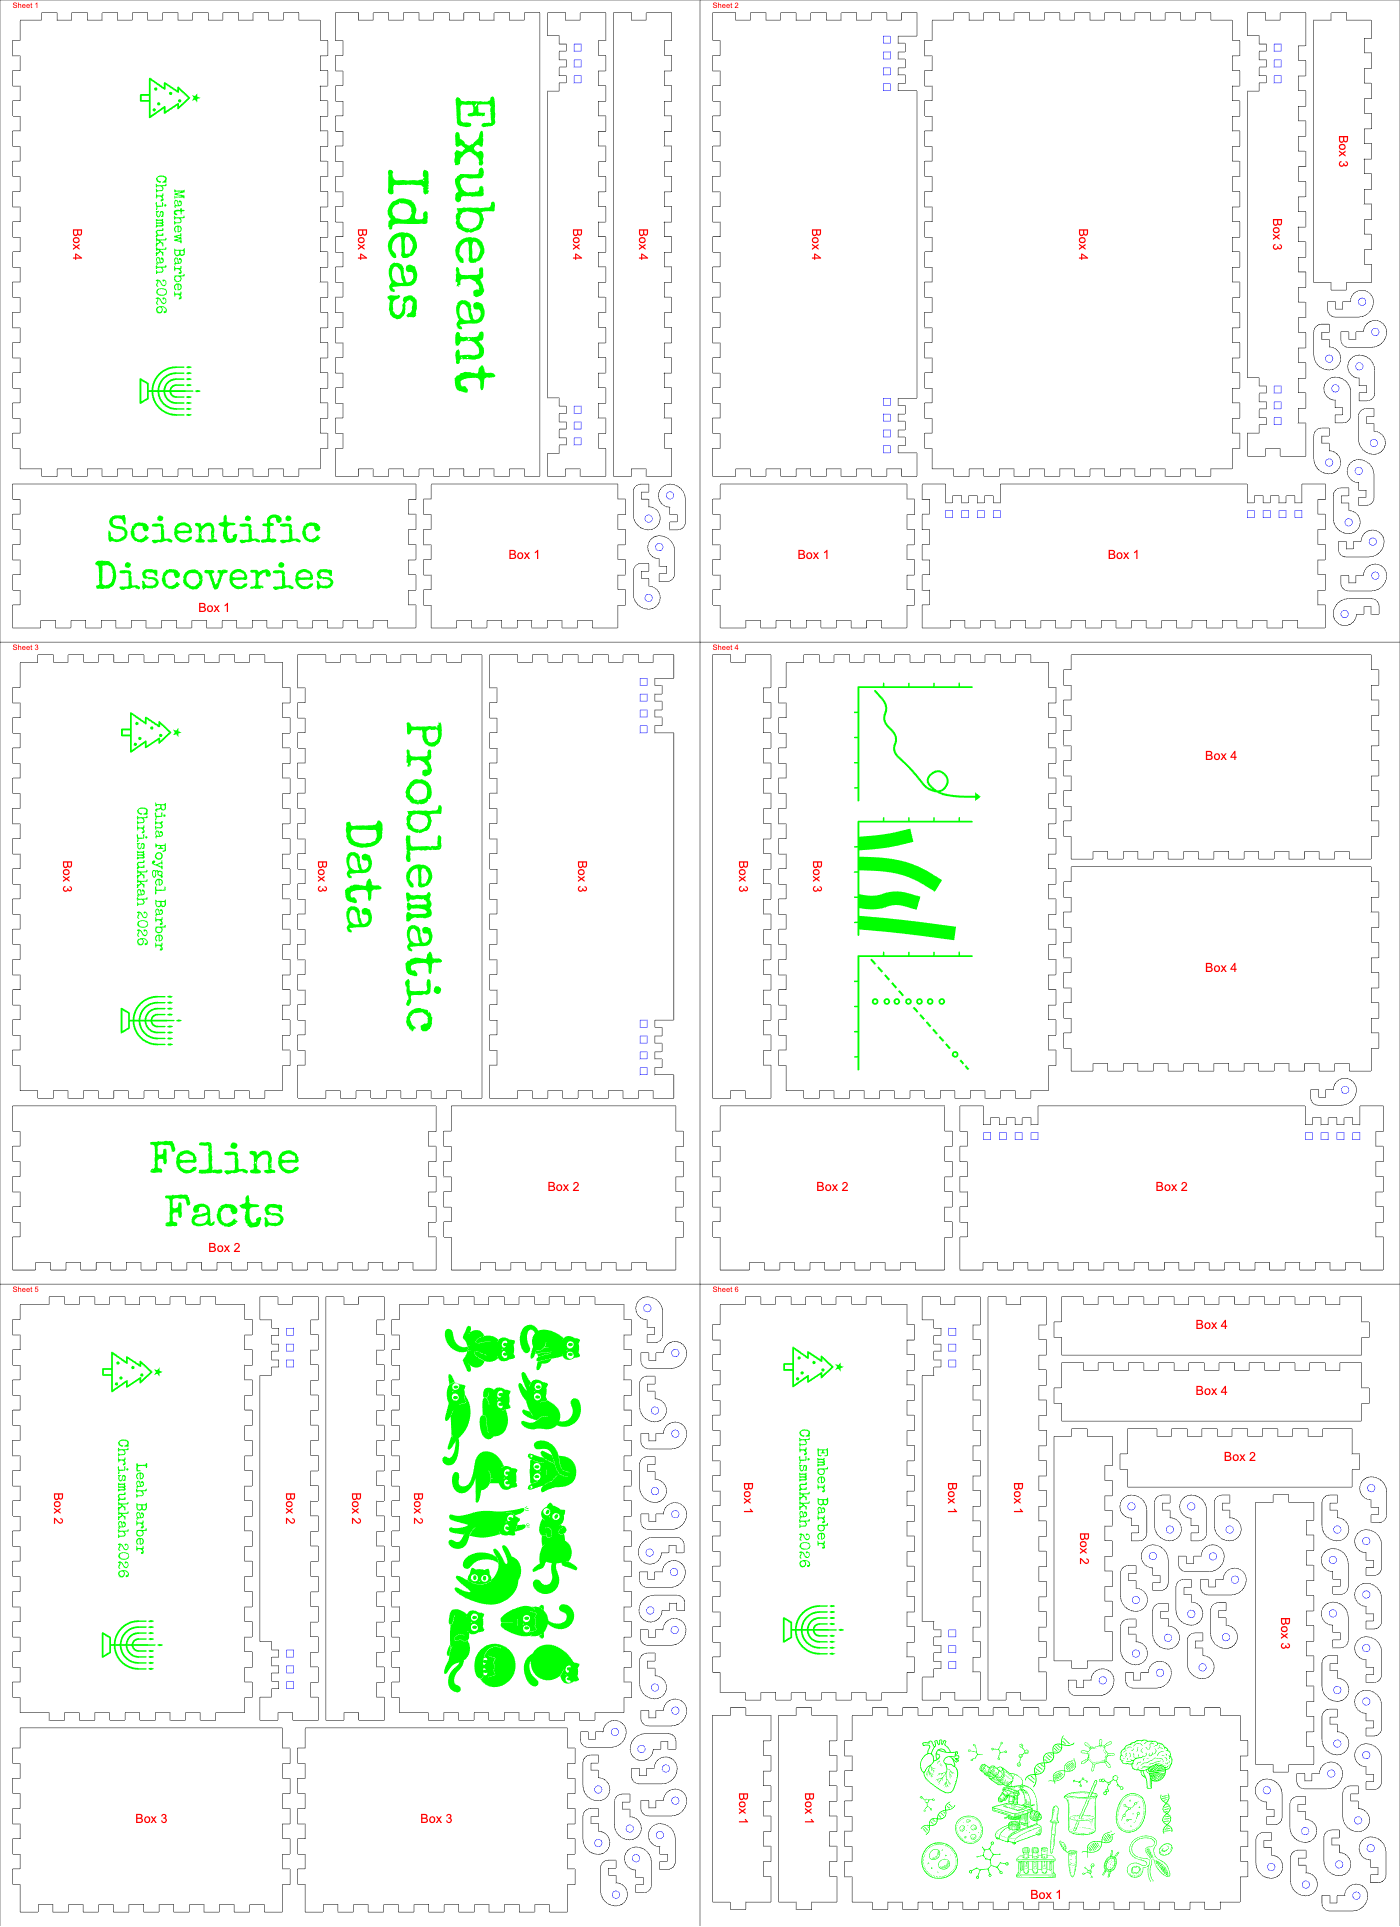 Sheet 1
Mathew Barber
Chrismukkah 2026
Box 4
Exuberant
Ideas
Box 4
Box 4
Box 4
Scientific
Discoveries
Box 1
Box 1
Sheet 2
Box 4
Box 4
Box 3
Box 3
Box 1
Box 1
Sheet 3
Rina Foygel Barber
Chrismukkah 2026
Box 3
Problematic
Data
Box 3
Box 3
Feline
Facts
Box 2
Box 2
Sheet 4
Box 3
Box 3
Box 4
Box 4
Box 2
Box 2
Sheet 5
Leah Barber
Chrismukkah 2026
Box 2
Box 2
Box 2
Box 2
Box 3
Box 3
Sheet 6
Ember Barber
Chrismukkah 2026
Box 1
Box 1
Box 1
Box 4
Box 4
Box 2
Box 2
Box 3
Box 1
Box 1
Box 1